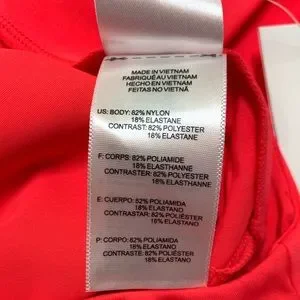 MADE IN VIETNAM
FABRIQUÉ AU VIETNAM
HECHO EN VIETNAM
FEITAS NO VIETNÃ
US: BODY: 82% NYLON
18% ELASTANE
CONTRAST: 82% POLYESTER
18% ELASTANE
F: CORPS: 82% POLIAMIDE
18% ELASTHANNE
CONTRASTER: 82% POLYESTER
18% ELASTHANNE
E: CUERPO: 82% POLIAMIDA
18% ELASTANO
CONTRASTAR: 82% POLIÉSTER
18% ELASTANO
P: CORPO: 82% POLIAMIDA
18% ELASTANO
CONTRASTE: 82% POLIÉSTER
18% ELASTANO